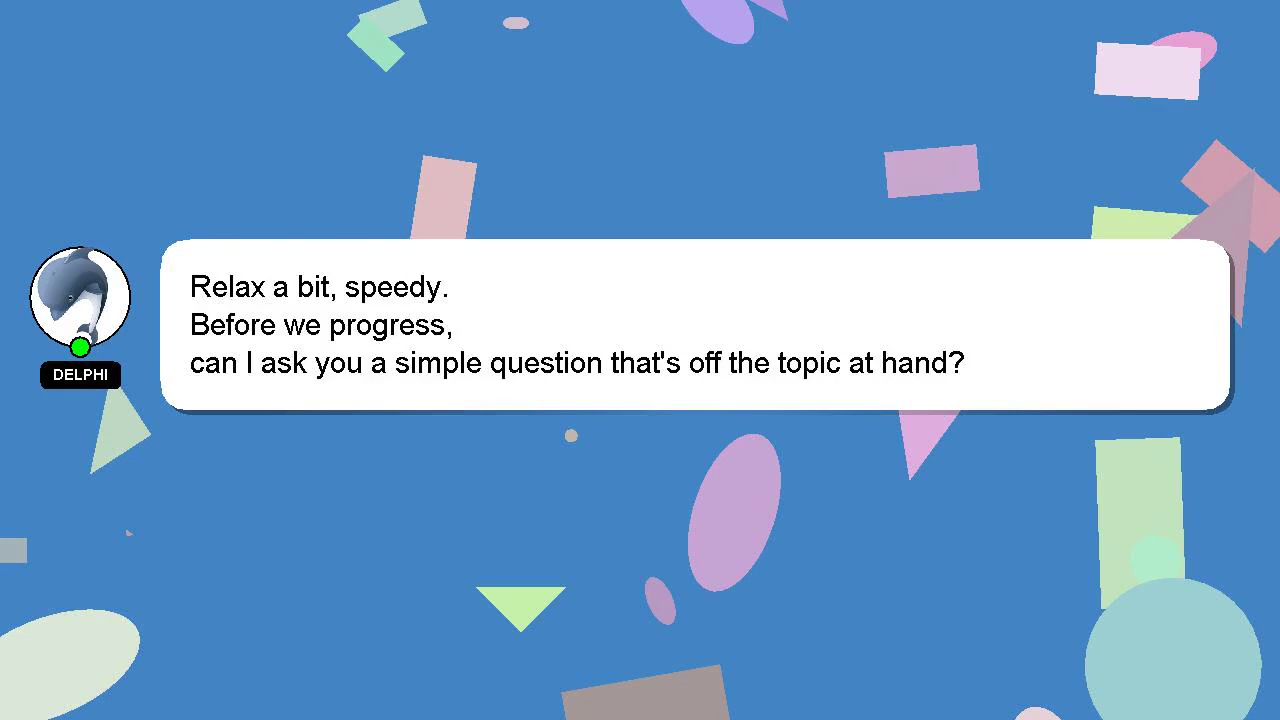 Relax a bit, speedy.
Before we progress,
can I ask you a simple question that's off the topic at hand?
DELPHI